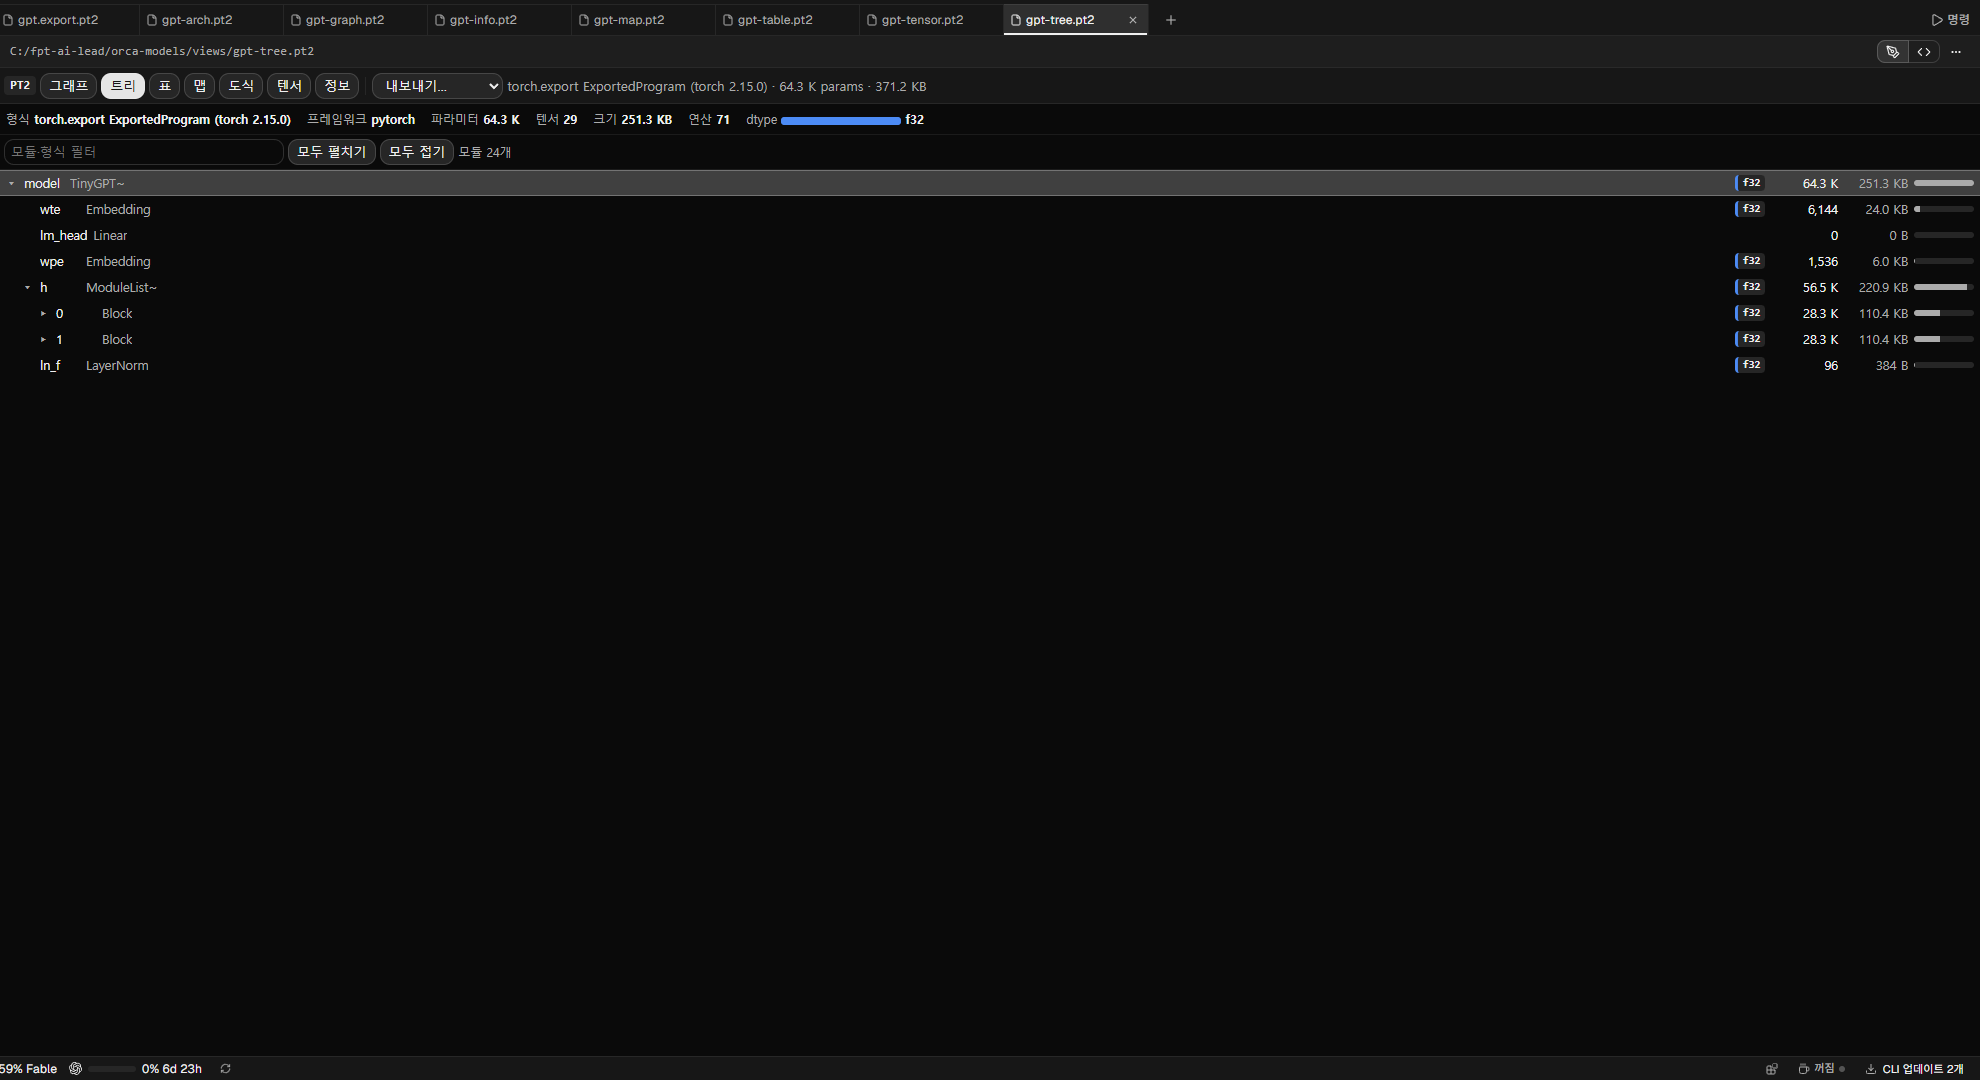 gpt.export.pt2 gpt-arch.pt2 gpt-graph.pt2 gpt-info.pt2 gpt-map.pt2 gpt-table.pt2 gpt-tensor.pt2 gpt-tree.pt2 × + 명령
C:/fpt-ai-lead/orca-models/views/gpt-tree.pt2
PT2 그래프 트리 표 맵 도식 텐서 정보 내보내기... torch.export ExportedProgram (torch 2.15.0) · 64.3 K params · 371.2 KB
형식 torch.export ExportedProgram (torch 2.15.0) 프레임워크 pytorch 파라미터 64.3 K 텐서 29 크기 251.3 KB 연산 71 dtype f32
모듈·형식 필터 모두 펼치기 모두 접기 모듈 24개
model TinyGPT~ f32 64.3 K 251.3 KB
wte Embedding f32 6,144 24.0 KB
lm_head Linear 0 0 B
wpe Embedding f32 1,536 6.0 KB
h ModuleList~ f32 56.5 K 220.9 KB
0 Block f32 28.3 K 110.4 KB
1 Block f32 28.3 K 110.4 KB
ln_f LayerNorm f32 96 384 B
59% Fable 0% 6d 23h 꺼짐 CLI 업데이트 2개